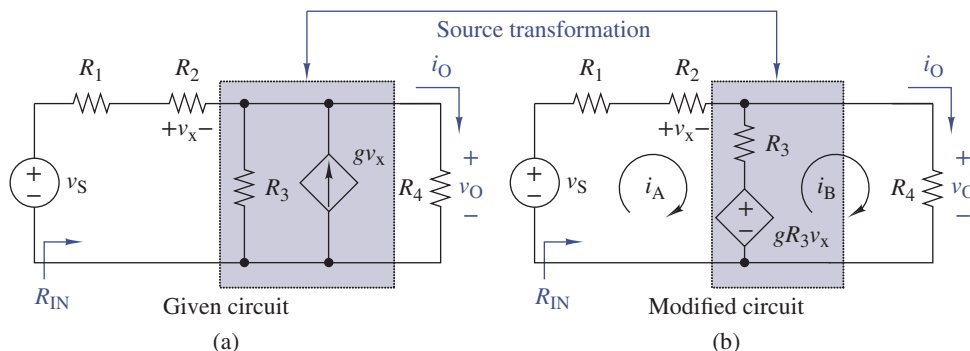 Source transformation
R1 R2 iO
+vx−
gvx
+
−
vS
R3
R4
+
vO
−
RIN
Given circuit
(a)
R1 R2 iO
+vx−
R3
+
−
vS
iA
iB
R4
+
vO
−
+
−
gR3vx
RIN
Modified circuit
(b)